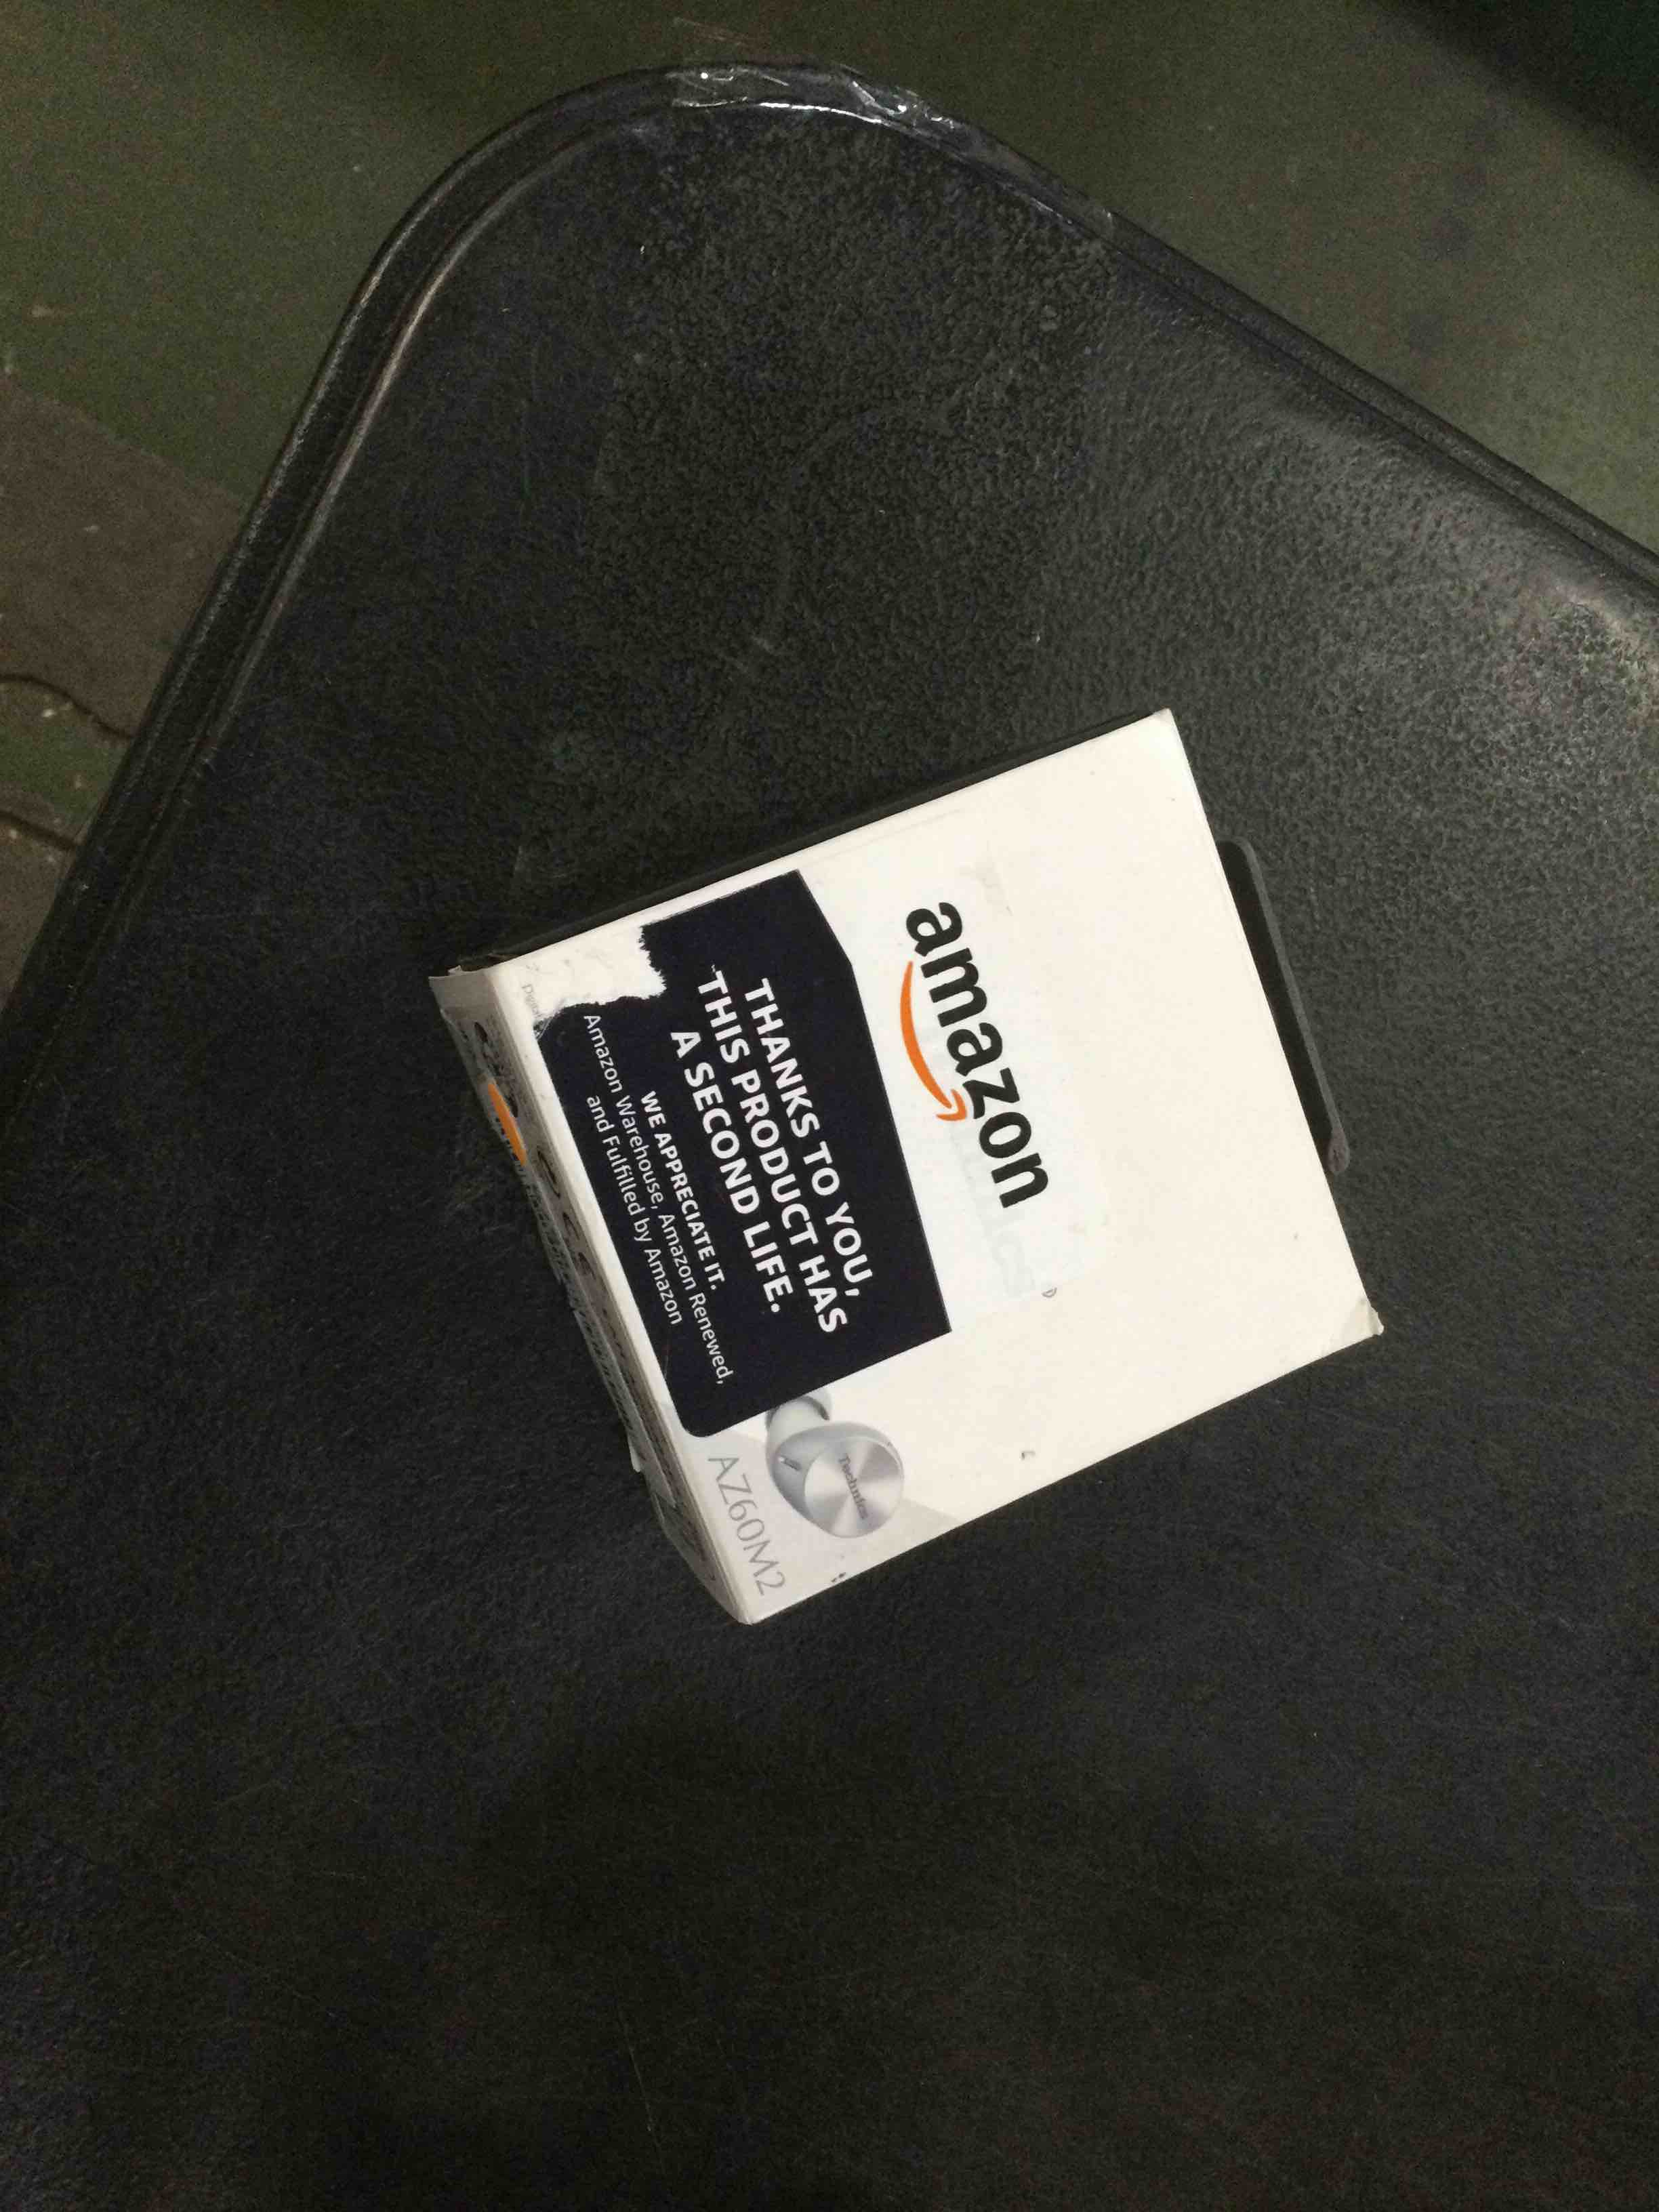 amazon
THANKS TO YOU,
THIS PRODUCT HAS
A SECOND LIFE.
WE APPRECIATE IT.
Amazon Warehouse, Amazon Renewed,
and Fulfilled by Amazon
Technics
AZ60M2